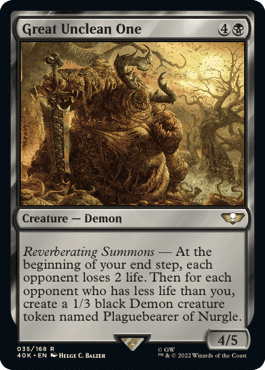 Great Unclean One 4
Creature — Demon
Reverberating Summons — At the
beginning of your end step, each
opponent loses 2 life. Then for each
opponent who has less life than you,
create a 1/3 black Demon creature
token named Plaguebearer of Nurgle.
4/5
035/168 R
40K • EN HELGE C. BALZER
© GW
™ & © 2022 Wizards of the Coast